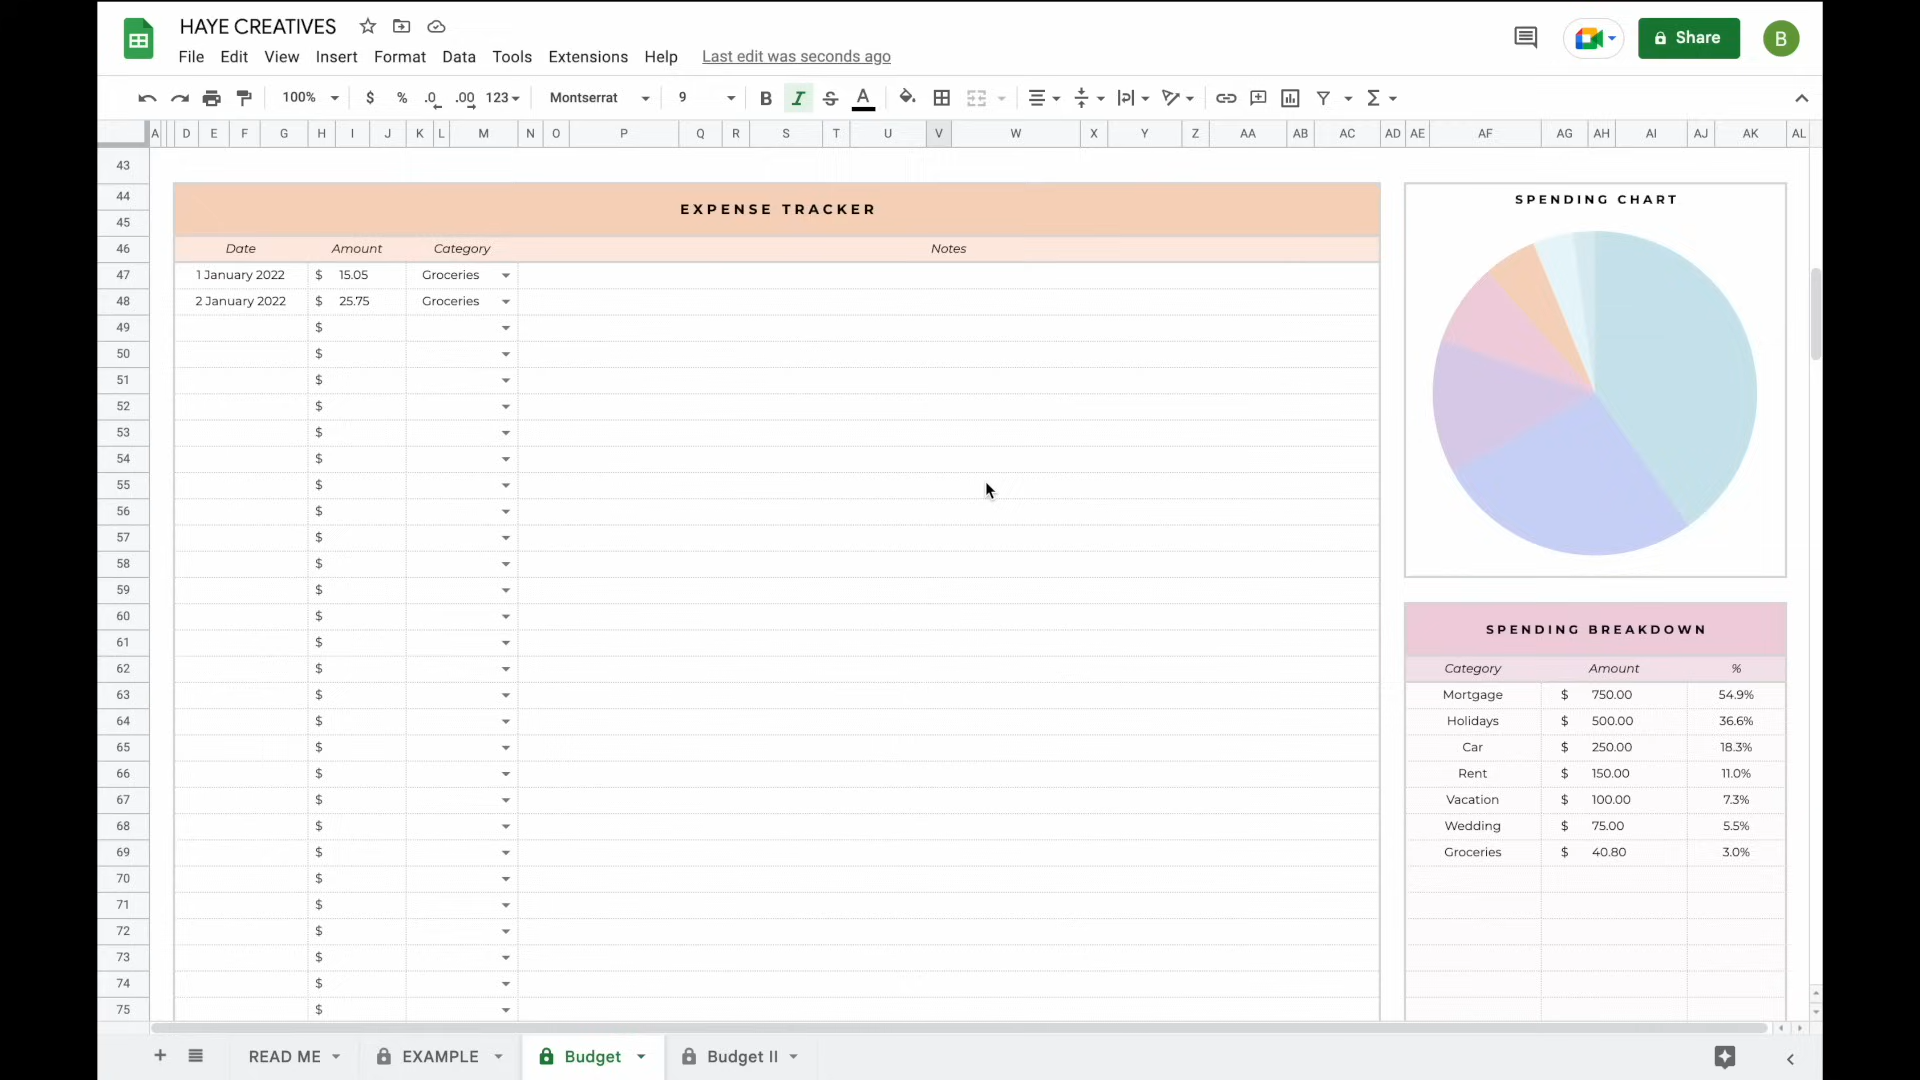 HAYE CREATIVES
File Edit View Insert Format Data Tools Extensions Help Last edit was seconds ago
Share
B
100% $ % .0 .00 123 Montserrat 9 B I S A
A D E F G H I J K L M N O P Q R S T U V W X Y Z AA AB AC AD AE AF AG AH AI AJ AK AL
43
44
45
EXPENSE TRACKER
46 Date Amount Category Notes
47 1 January 2022 $ 15.05 Groceries
48 2 January 2022 $ 25.75 Groceries
49 $
50 $
51 $
52 $
53 $
54 $
55 $
56 $
57 $
58 $
59 $
60 $
61 $
62 $
63 $
64 $
65 $
66 $
67 $
68 $
69 $
70 $
71 $
72 $
73 $
74 $
75 $
SPENDING CHART
SPENDING BREAKDOWN
Category Amount %
Mortgage $ 750.00 54.9%
Holidays $ 500.00 36.6%
Car $ 250.00 18.3%
Rent $ 150.00 11.0%
Vacation $ 100.00 7.3%
Wedding $ 75.00 5.5%
Groceries $ 40.80 3.0%
READ ME EXAMPLE Budget Budget II